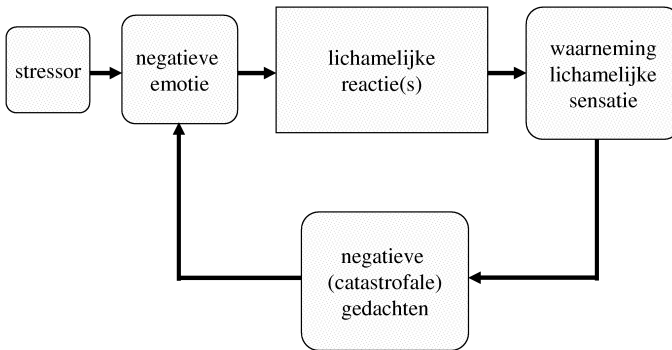 stressor
negatieve
emotie
lichamelijke
reactie(s)
waarneming
lichamelijke
sensatie
negatieve
(catastrofale)
gedachten